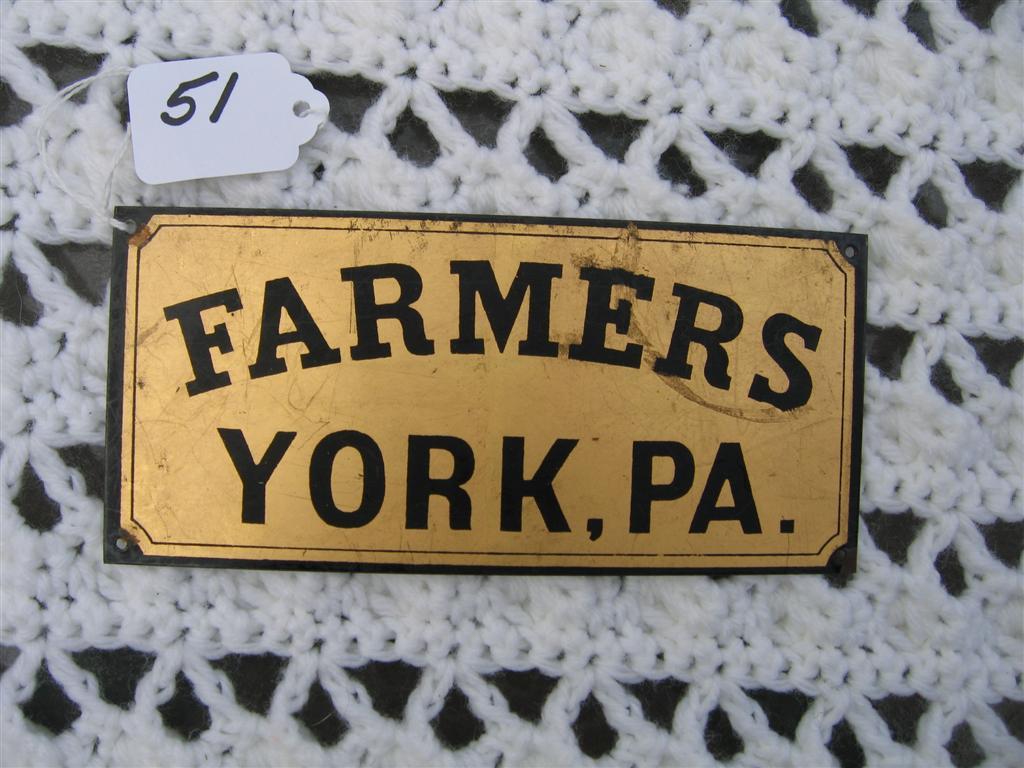 51
FARMERS
YORK, PA.